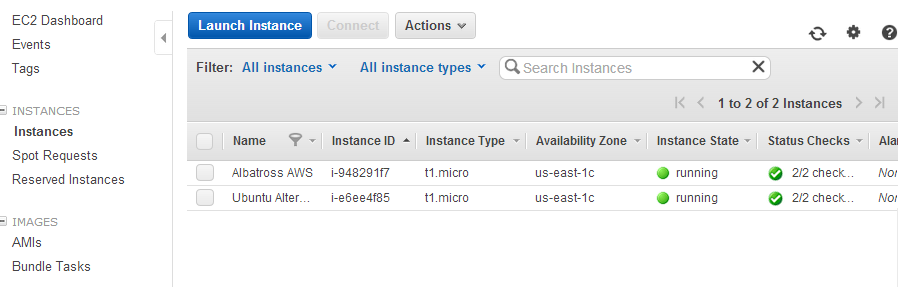 EC2 Dashboard
Events
Tags
INSTANCES
Instances
Spot Requests
Reserved Instances
IMAGES
AMIs
Bundle Tasks
Launch Instance Connect Actions
Filter: All instances All instance types Search Instances
1 to 2 of 2 Instances
Name Instance ID Instance Type Availability Zone Instance State Status Checks Alar
Albatross AWS i-948291f7 t1.micro us-east-1c running 2/2 check... Non
Ubuntu Alter... i-e6ee4f85 t1.micro us-east-1c running 2/2 check... Non